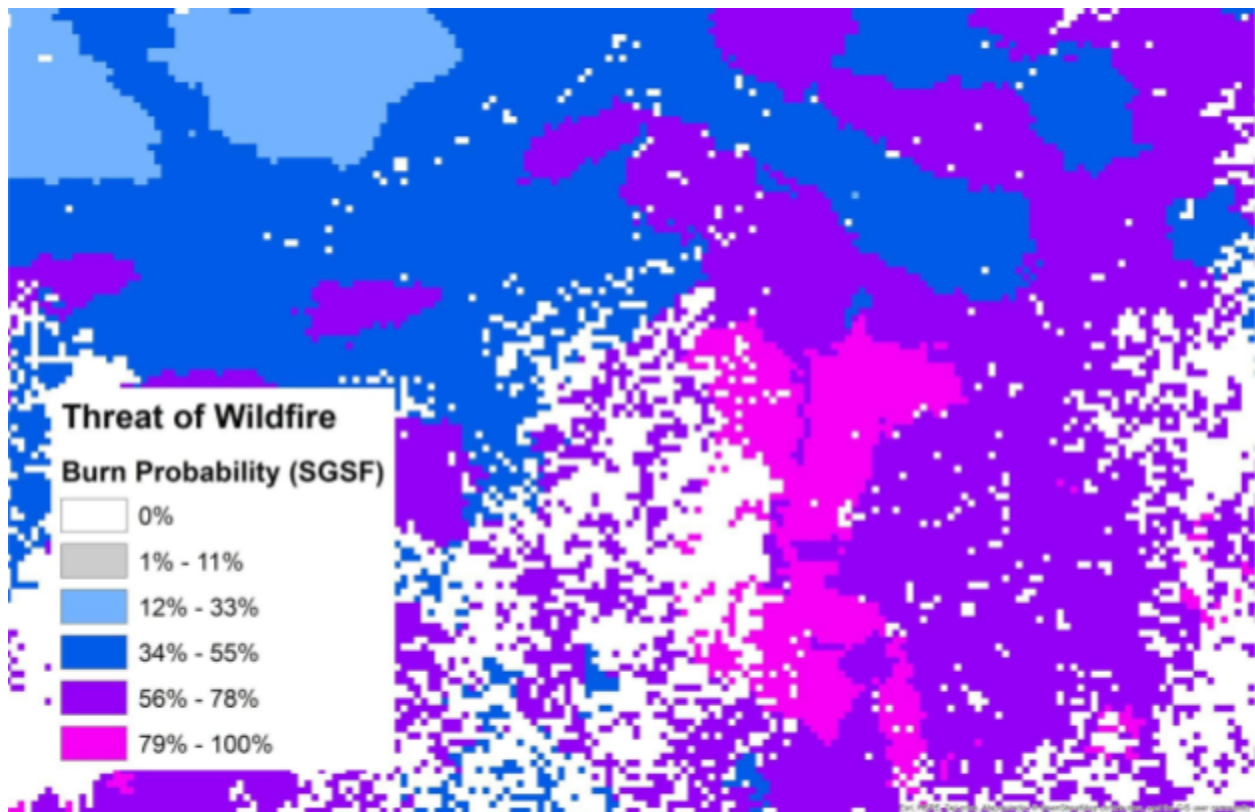 Threat of Wildfire
Burn Probability (SGSF)
0%
1% - 11%
12% - 33%
34% - 55%
56% - 78%
79% - 100%